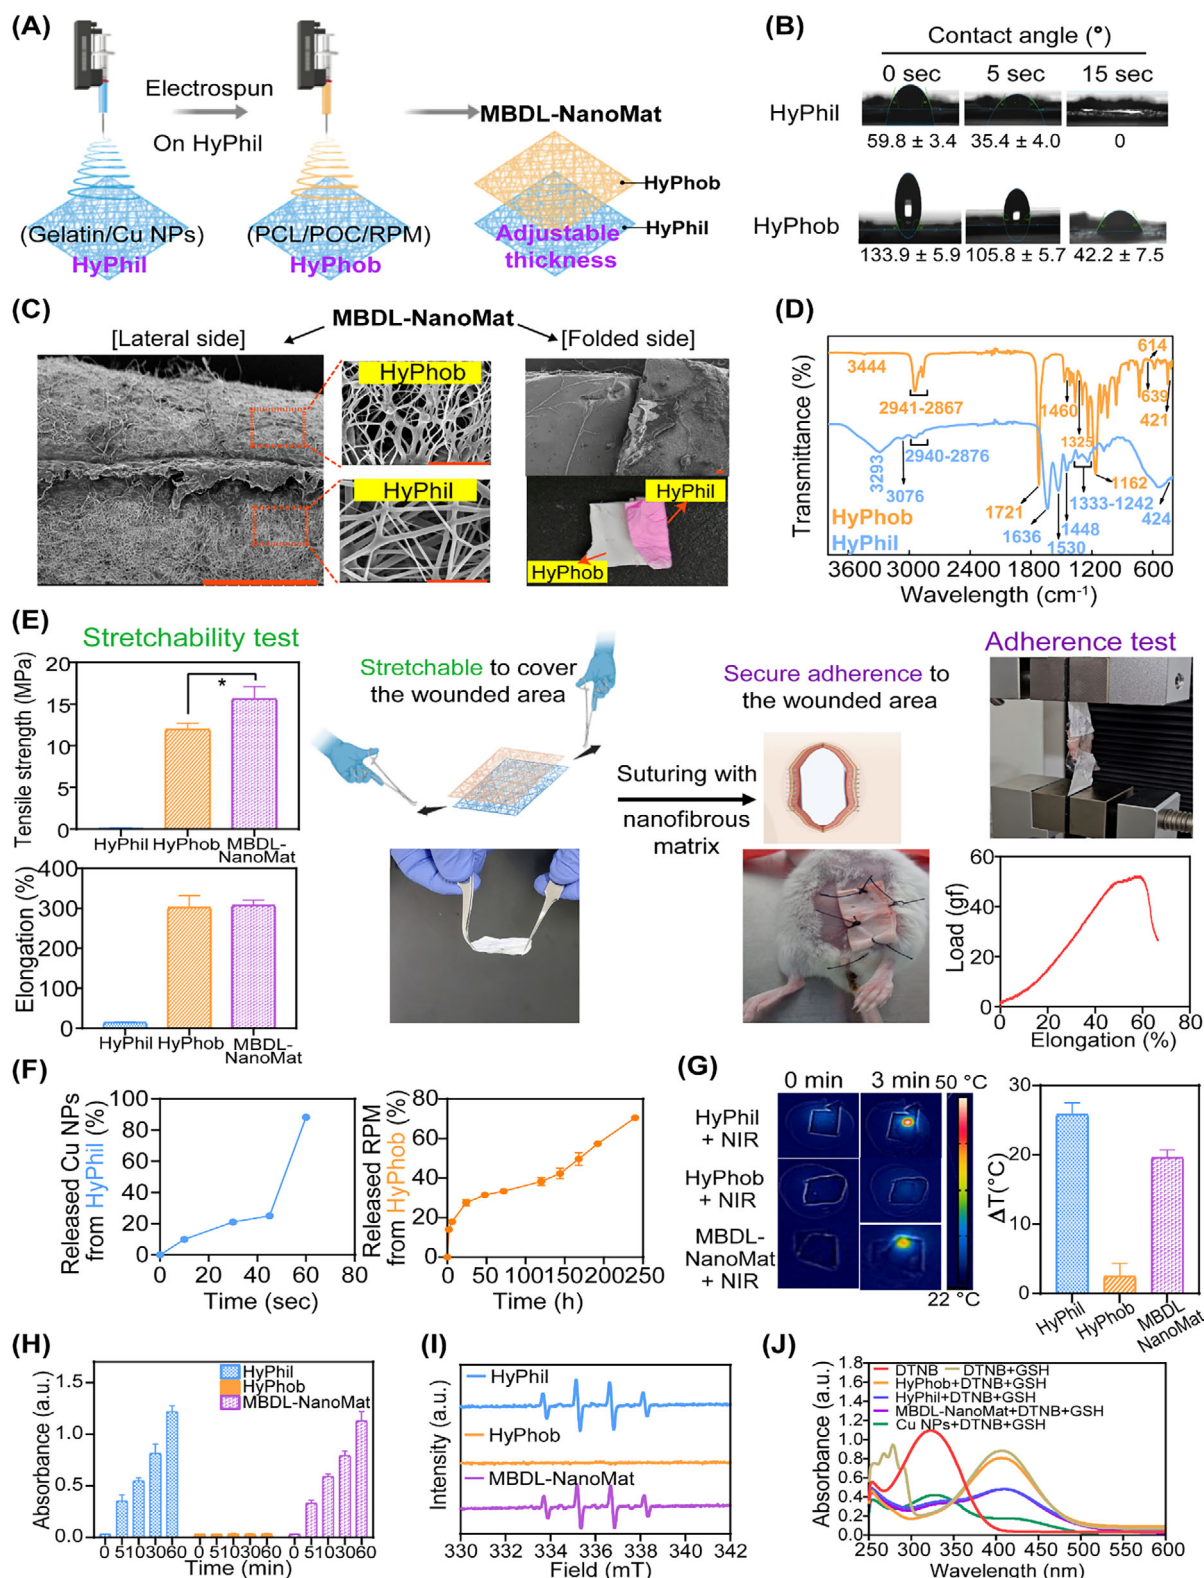 (A)
Electrospun
On HyPhil
MBDL-NanoMat
HyPhob
HyPhil
(Gelatin/Cu NPs)
HyPhil
(PCL/POC/RPM)
HyPhob
Adjustable
thickness
(B)
Contact angle (°)
0 sec 5 sec 15 sec
HyPhil
59.8 ± 3.4 35.4 ± 4.0 0
HyPhob
133.9 ± 5.9 105.8 ± 5.7 42.2 ± 7.5
(C)
MBDL-NanoMat
[Lateral side] [Folded side]
HyPhob
HyPhil
HyPhil
HyPhob
(D)
Transmittance (%)
3444
2941-2867
1460
1325
614
639
421
3293
3076
2940-2876
1721
1636
1530
1448
1333-1242
1162
424
HyPhob
HyPhil
3800 3000 2400 1800 1200 600
Wavelength (cm-1)
(E)
Stretchability test
Tensile strength (MPa)
20
15
10
5
0
*
HyPhil HyPhob MBDL-
NanoMat
Elongation (%)
400
300
200
100
0
HyPhil HyPhob MBDL-
NanoMat
Stretchable to cover
the wounded area
Suturing with
nanofibrous
matrix
Secure adherence to
the wounded area
Adherence test
Load (gf)
60
40
20
0
0 20 40 60 80
Elongation (%)
(F)
Released Cu NPs
from HyPhil (%)
100
80
60
40
20
0
0 20 40 60 80
Time (sec)
Released RPM
from HyPhob (%)
80
60
40
20
0
0 50 100 150 200 250
Time (h)
(G)
0 min 3 min
50 °C
22 °C
HyPhil
+ NIR
HyPhob
+ NIR
MBDL-
NanoMat
+ NIR
ΔT(°C)
30
20
10
0
HyPhil
HyPhob
MBDL
NanoMat
(H)
Absorbance (a.u.)
1.5
1.0
0.5
0.0
HyPhil
HyPhob
MBDL-NanoMat
0 5 10 30 60 0 5 10 30 60 0 5 10 30 60
Time (min)
(I)
Intensity (a.u.)
HyPhil
HyPhob
MBDL-NanoMat
330 332 334 336 338 340 342
Field (mT)
(J)
Absorbance (a.u.)
1.8
1.6
1.4
1.2
1.0
0.8
0.6
0.4
0.2
0.0
DTNB DTNB+GSH
HyPhob+DTNB+GSH
HyPhil+DTNB+GSH
MBDL-NanoMat+DTNB+GSH
Cu NPs+DTNB+GSH
250 300 350 400 450 500 550 600
Wavelength (nm)